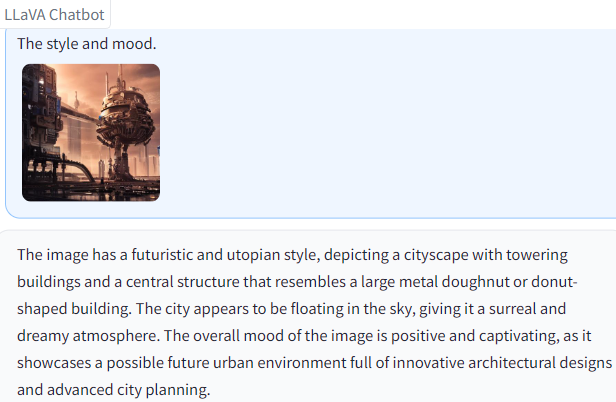 LLaVA Chatbot
The style and mood.
The image has a futuristic and utopian style, depicting a cityscape with towering
buildings and a central structure that resembles a large metal doughnut or donut-
shaped building. The city appears to be floating in the sky, giving it a surreal and
dreamy atmosphere. The overall mood of the image is positive and captivating, as it
showcases a possible future urban environment full of innovative architectural designs
and advanced city planning.